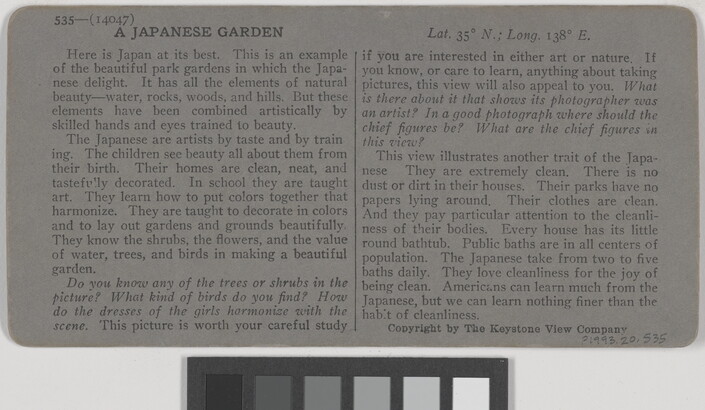 535—(14047)
A JAPANESE GARDEN
Lat. 35° N.; Long. 138° E.
Here is Japan at its best. This is an example
of the beautiful park gardens in which the Japa-
nese delight. It has all the elements of natural
beauty—water, rocks, woods, and hills. But these
elements have been combined artistically by
skilled hands and eyes trained to beauty.
The Japanese are artists by taste and by train
ing. The children see beauty all about them from
their birth. Their homes are clean, neat, and
tastefully decorated. In school they are taught
art. They learn how to put colors together that
harmonize. They are taught to decorate in colors
and to lay out gardens and grounds beautifully.
They know the shrubs, the flowers, and the value
of water, trees, and birds in making a beautiful
garden.
Do you know any of the trees or shrubs in the
picture? What kind of birds do you find? How
do the dresses of the girls harmonize with the
scene. This picture is worth your careful study
if you are interested in either art or nature. If
you know, or care to learn, anything about taking
pictures, this view will also appeal to you. What
is there about it that shows its photographer was
an artist? In a good photograph where should the
chief figures be? What are the chief figures in
this view?
This view illustrates another trait of the Japa-
nese They are extremely clean. There is no
dust or dirt in their houses. Their parks have no
papers lying around. Their clothes are clean.
And they pay particular attention to the cleanli-
ness of their bodies. Every house has its little
round bathtub. Public baths are in all centers of
population. The Japanese take from two to five
baths daily. They love cleanliness for the joy of
being clean. Americans can learn much from the
Japanese, but we can learn nothing finer than the
habit of cleanliness.
Copyright by The Keystone View Company
P1993.20.535